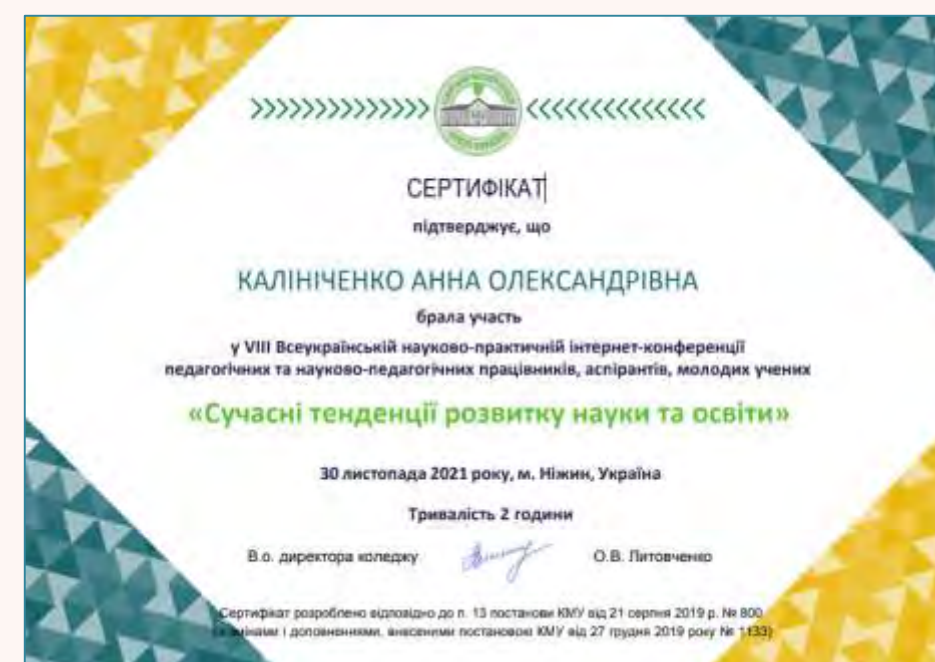 СЕРТИФІКАТ
підтверджує, що
КАЛІНІЧЕНКО АННА ОЛЕКСАНДРІВНА
брала участь
у VIII Всеукраїнській науково-практичній інтернет-конференції
педагогічних та науково-педагогічних працівників, аспірантів, молодих учених
«Сучасні тенденції розвитку науки та освіти»
30 листопада 2021 року, м. Ніжин, Україна
Тривалість 2 години
В.о. директора коледжу О.В. Литовченко
Сертифікат розроблено відповідно до п. 13 постанови КМУ від 21 серпня 2019 р. № 800
змінами і доповненнями, внесеними постановою КМУ від 27 грудня 2019 року № 1133)